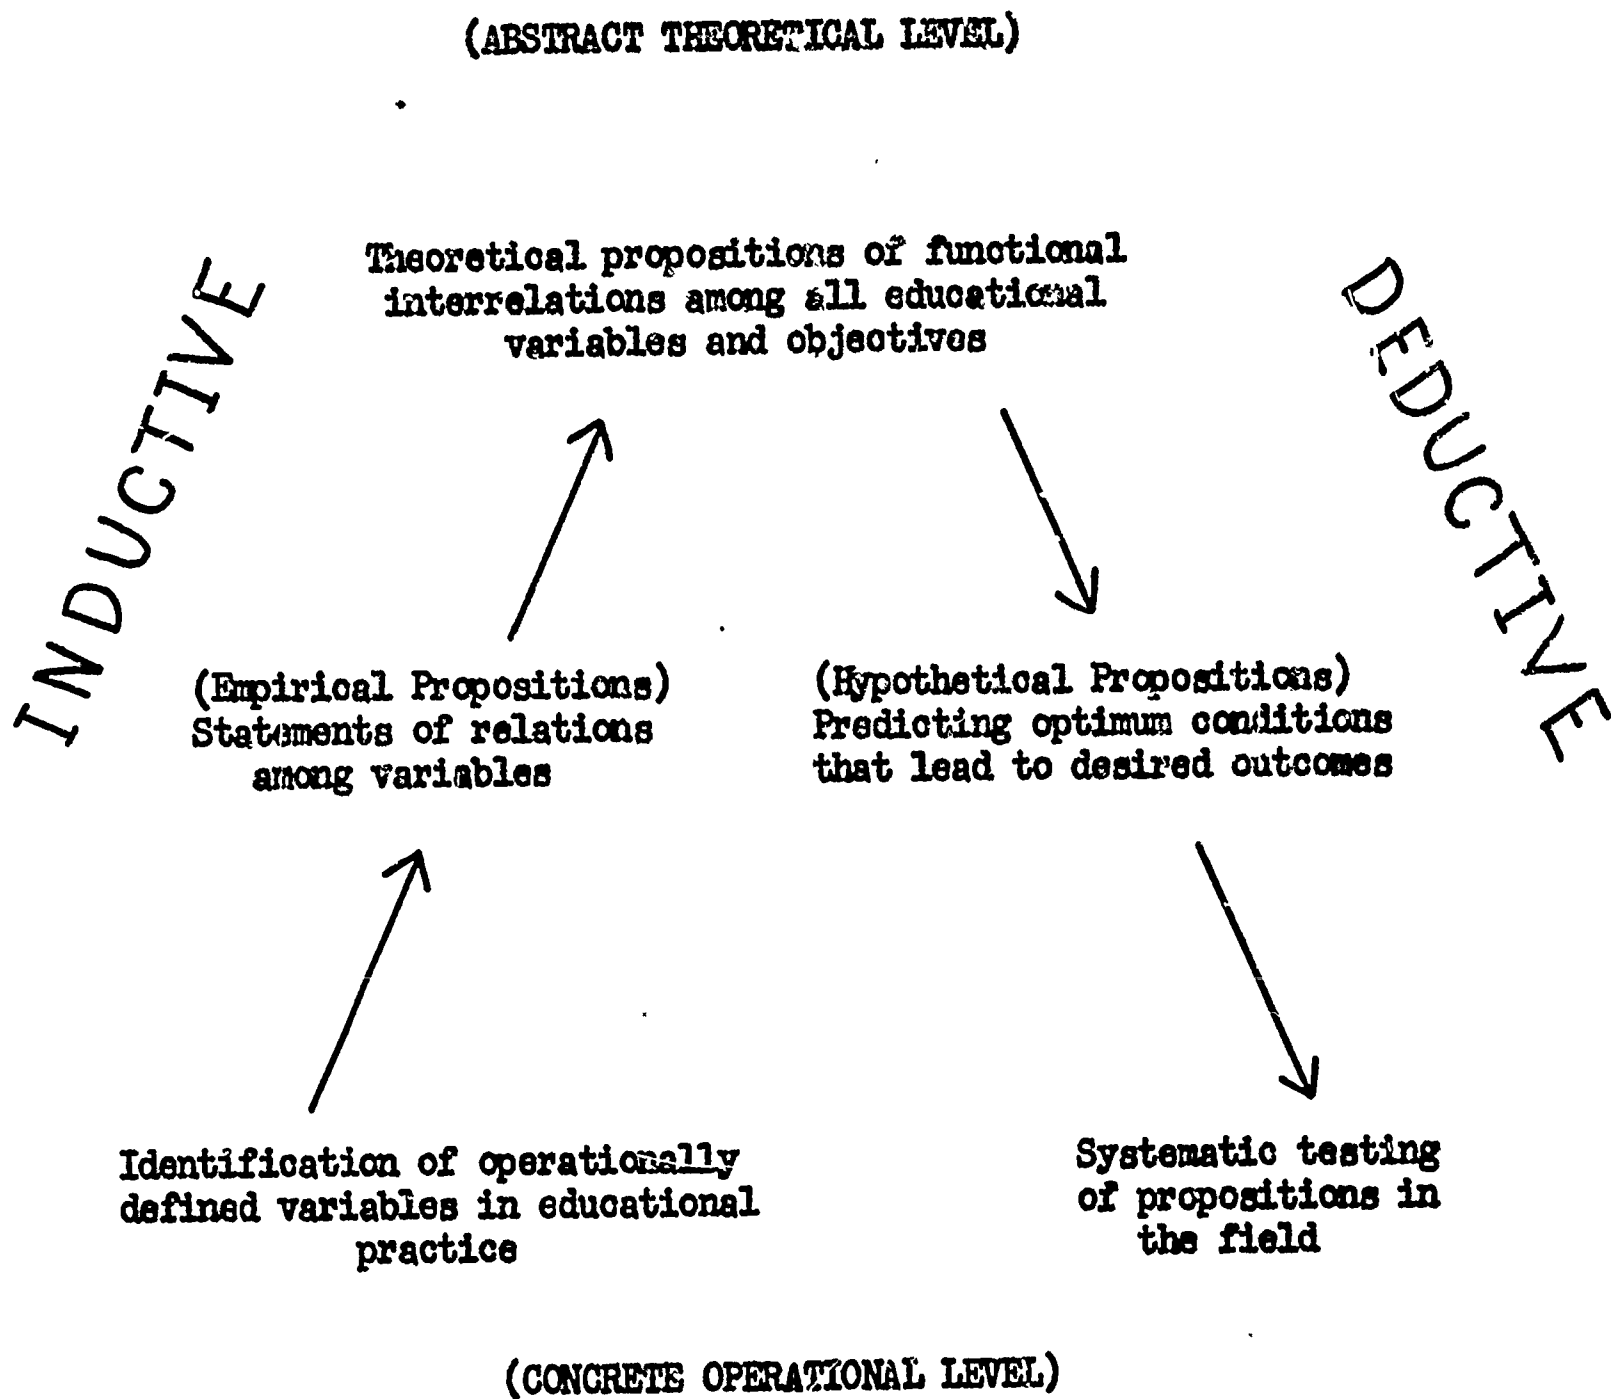 (ABSTRACT THEORETICAL LEVEL)
INDUCTIVE
DEDUCTIVE
Theoretical propositions of functional
interrelations among all educational
variables and objectives
(Empirical Propositions)
Statements of relations
among variables
(Hypothetical Propositions)
Predicting optimum conditions
that lead to desired outcomes
Identification of operationally
defined variables in educational
practice
Systematic testing
of propositions in
the field
(CONCRETE OPERATIONAL LEVEL)